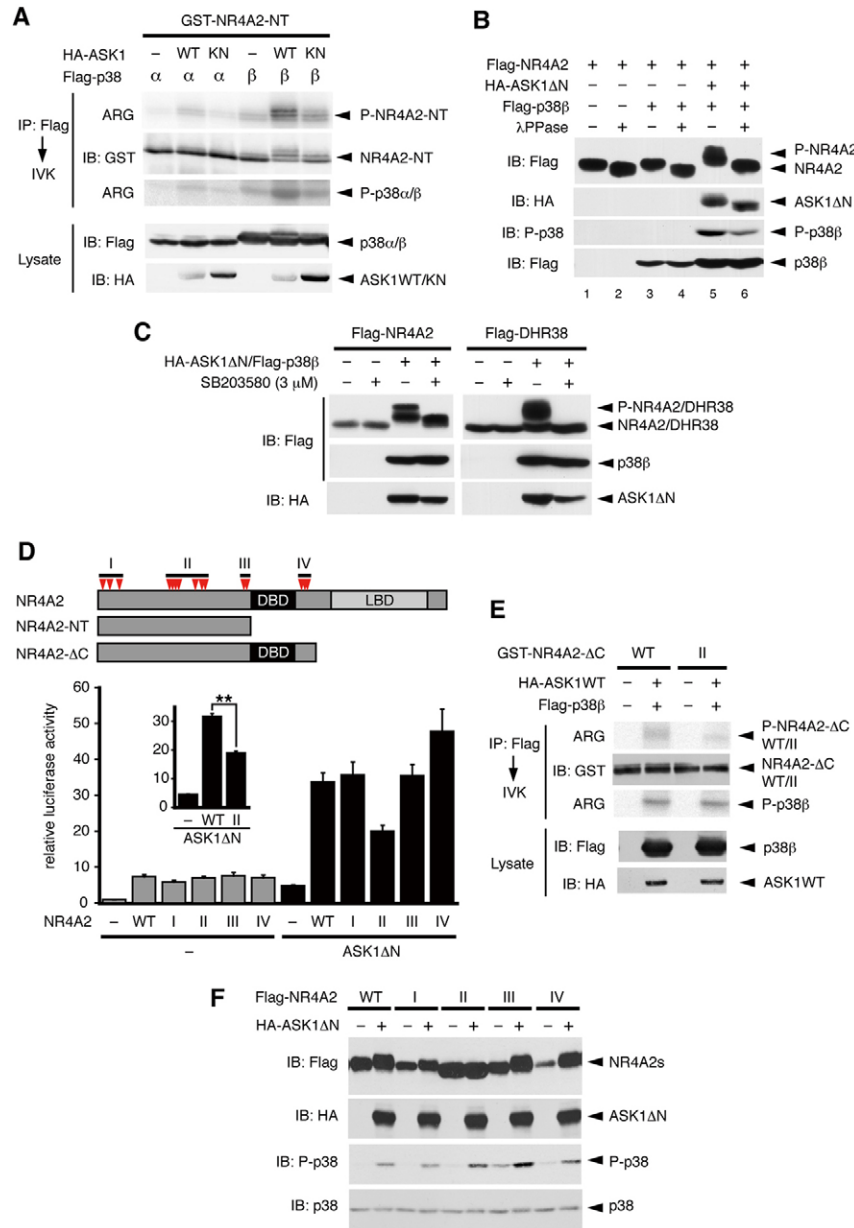 A
GST-NR4A2-NT
HA-ASK1 – WT KN – WT KN
Flag-p38 α α α β β β
IP: Flag
IVK
ARG P-NR4A2-NT
IB: GST NR4A2-NT
ARG P-p38α/β
Lysate
IB: Flag p38α/β
IB: HA ASK1WT/KN
B
Flag-NR4A2 + + + + + +
HA-ASK1ΔN – – – – + +
Flag-p38β – – + + + +
λPPase – + – + – +
IB: Flag P-NR4A2
NR4A2
IB: HA ASK1ΔN
IB: P-p38 P-p38β
IB: Flag p38β
1 2 3 4 5 6
C
Flag-NR4A2 Flag-DHR38
HA-ASK1ΔN/Flag-p38β – – + + – – + +
SB203580 (3 μM) – + – + – + – +
IB: Flag
P-NR4A2/DHR38
NR4A2/DHR38
p38β
IB: HA ASK1ΔN
D
I II III IV
NR4A2 DBD LBD
NR4A2-NT
NR4A2-ΔC DBD
relative luciferase activity
60
50
40
30
20
10
0
30
20
10
0
**
– WT II
ASK1ΔN
NR4A2 – WT I II III IV – WT I II III IV
– ASK1ΔN
E
GST-NR4A2-ΔC WT II
HA-ASK1WT – + – +
Flag-p38β – + – +
IP: Flag
IVK
ARG P-NR4A2-ΔC
WT/II
IB: GST NR4A2-ΔC
WT/II
ARG P-p38β
Lysate
IB: Flag p38β
IB: HA ASK1WT
F
Flag-NR4A2 WT I II III IV
HA-ASK1ΔN – + – + – + – + – +
IB: Flag NR4A2s
IB: HA ASK1ΔN
IB: P-p38 P-p38
IB: p38 p38